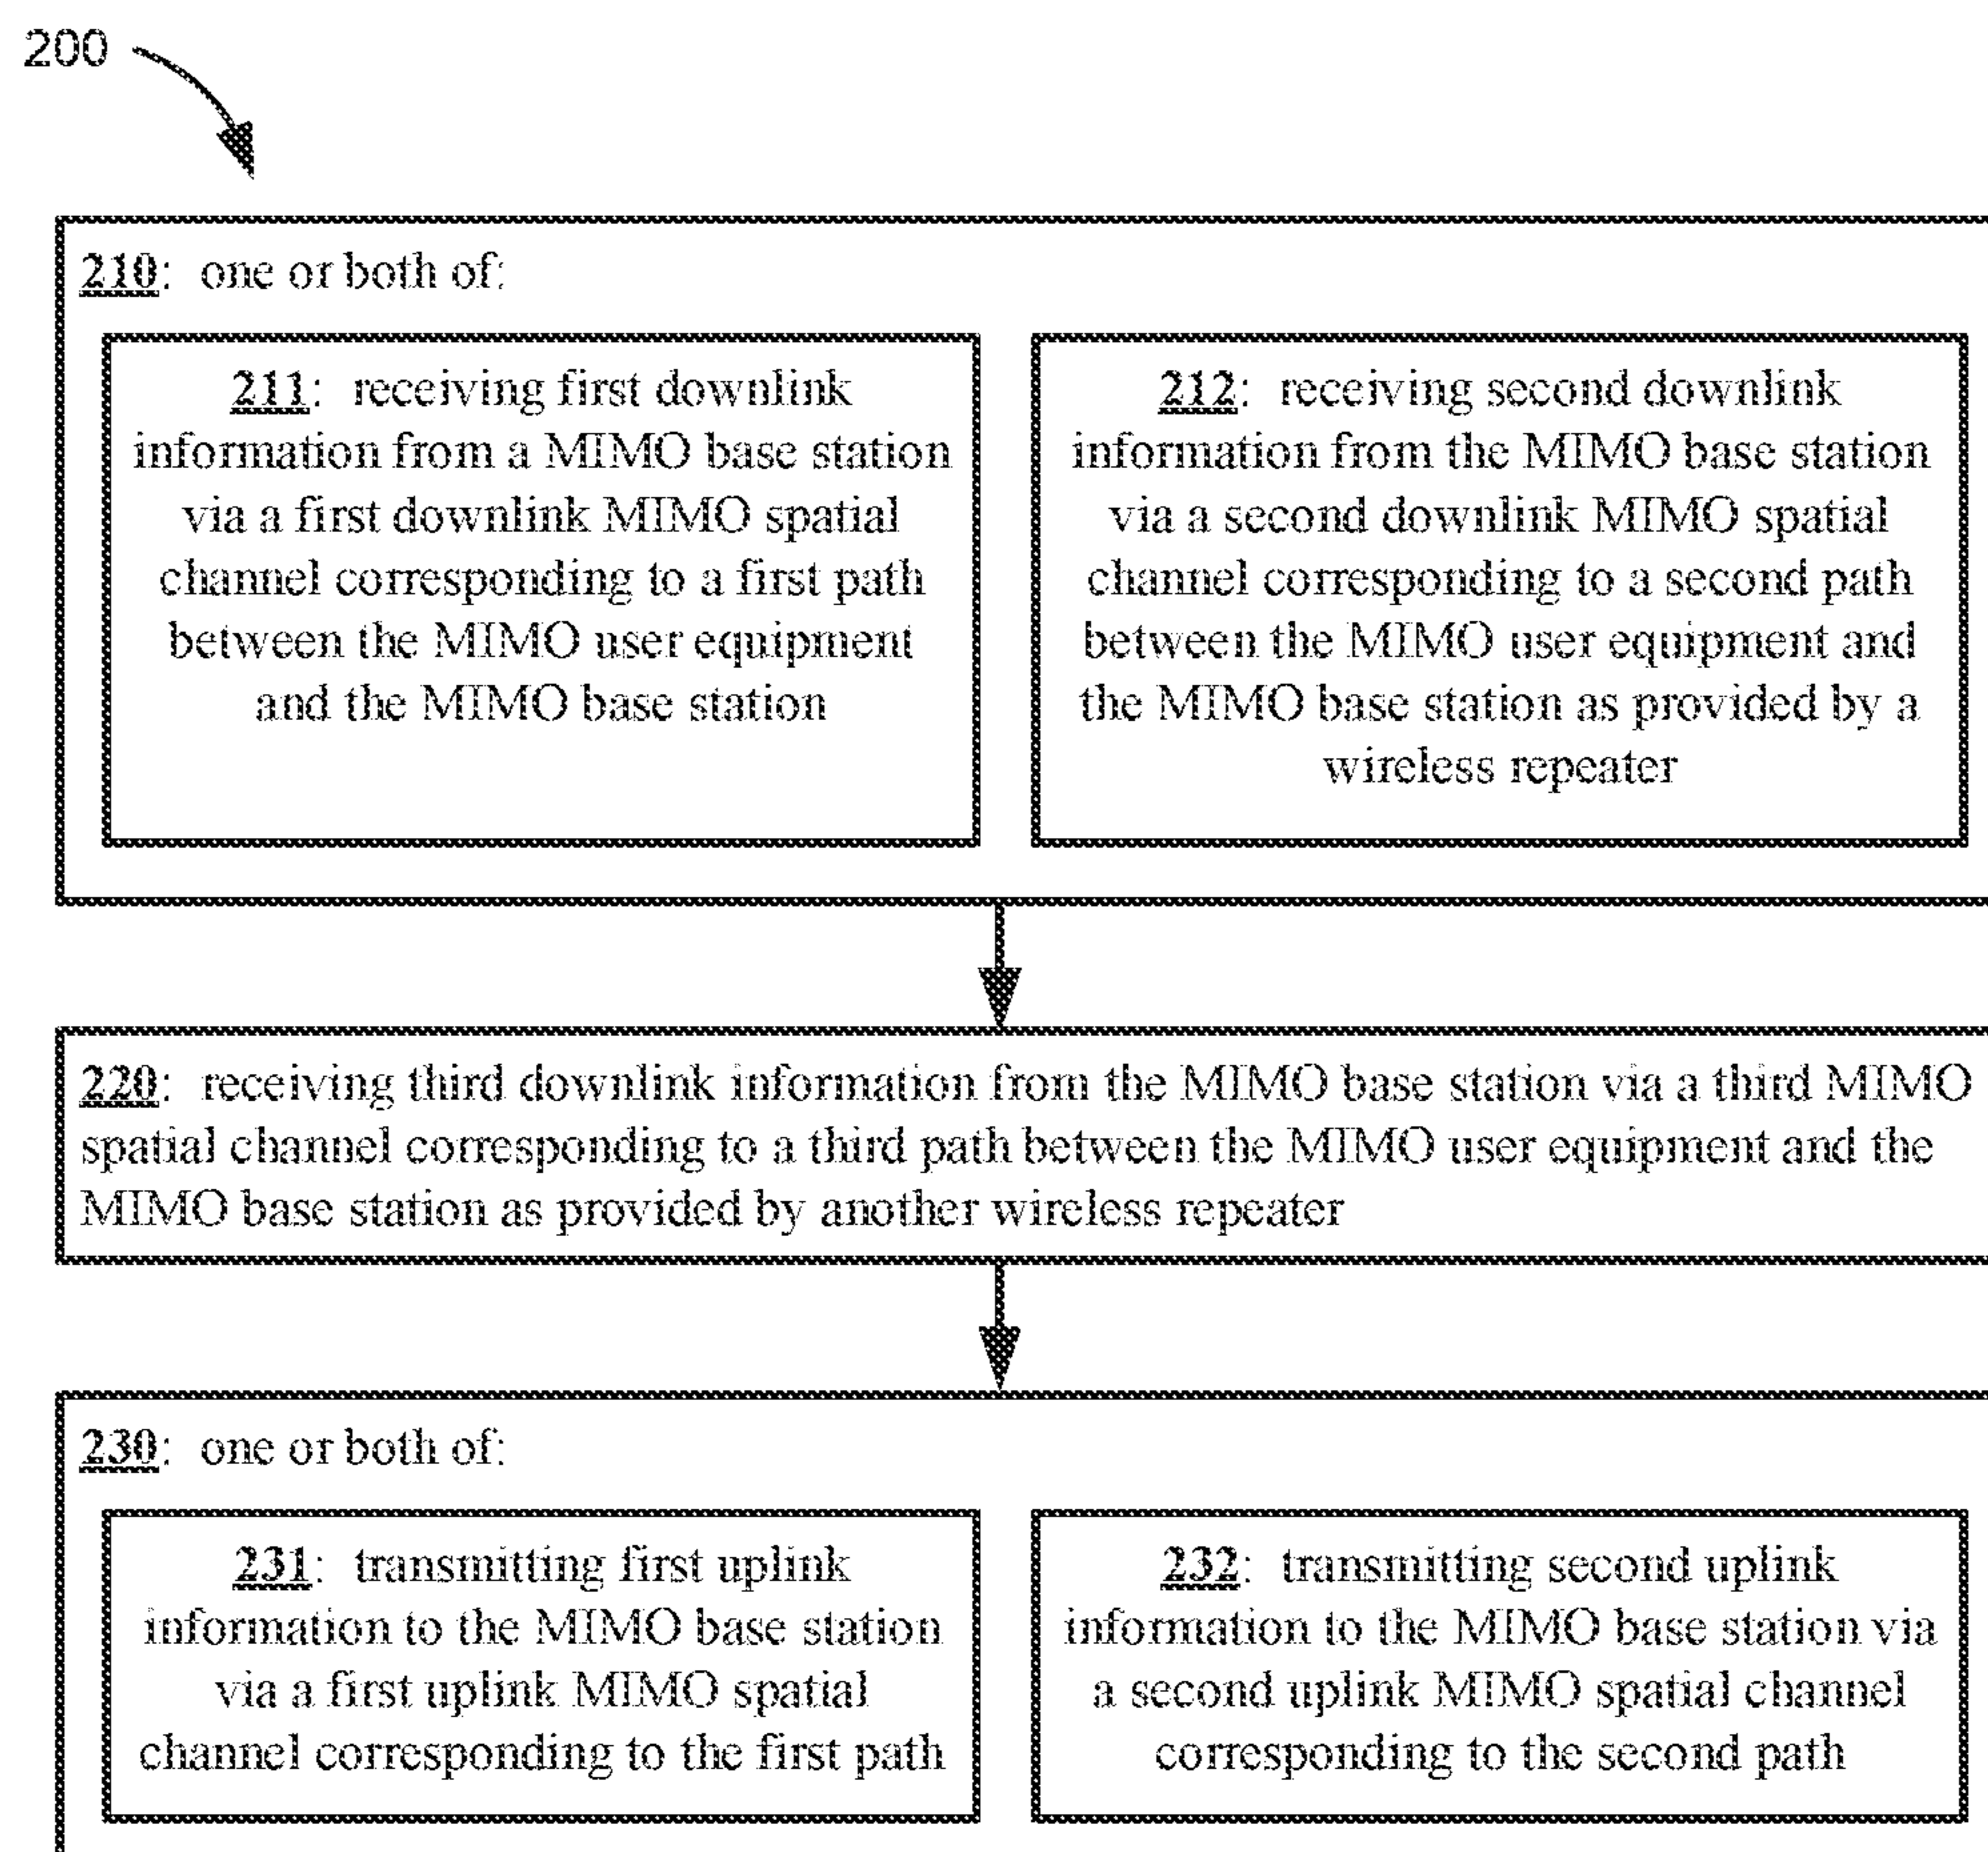 200
210: one or both of:
211: receiving first downlink
information from a MIMO base station
via a first downlink MIMO spatial
channel corresponding to a first path
between the MIMO user equipment
and the MIMO base station
212: receiving second downlink
information from the MIMO base station
via a second downlink MIMO spatial
channel corresponding to a second path
between the MIMO user equipment and
the MIMO base station as provided by a
wireless repeater
220: receiving third downlink information from the MIMO base station via a third MIMO
spatial channel corresponding to a third path between the MIMO user equipment and the
MIMO base station as provided by another wireless repeater
230: one or both of:
231: transmitting first uplink
information to the MIMO base station
via a first uplink MIMO spatial
channel corresponding to the first path
232: transmitting second uplink
information to the MIMO base station via
a second uplink MIMO spatial channel
corresponding to the second path